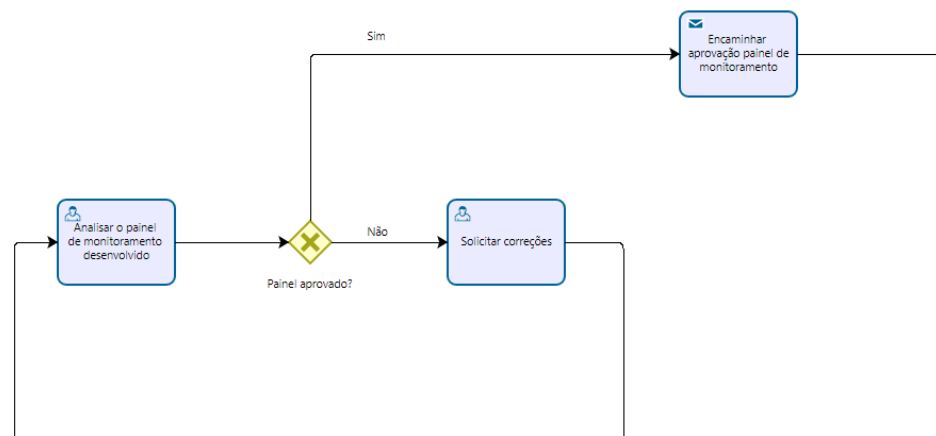 Sim
Encaminhar
aprovação painel de
monitoramento
Analisar o painel
de monitoramento
desenvolvido
Não
Solicitar correções
Painel aprovado?